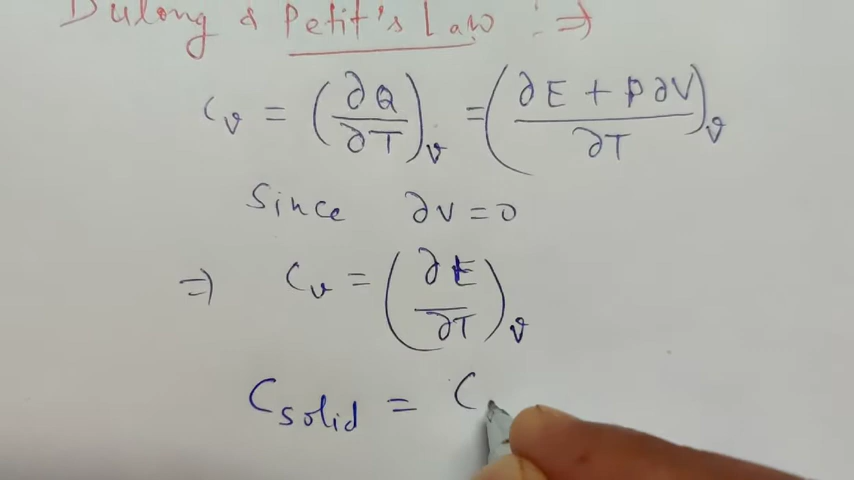 Dulong & Petit's Law :⇒
Cv = (∂Q/∂T)v = (∂E + P∂V/∂T)v
Since ∂V = 0
⇒ Cv = (∂E/∂T)v
Csolid = C